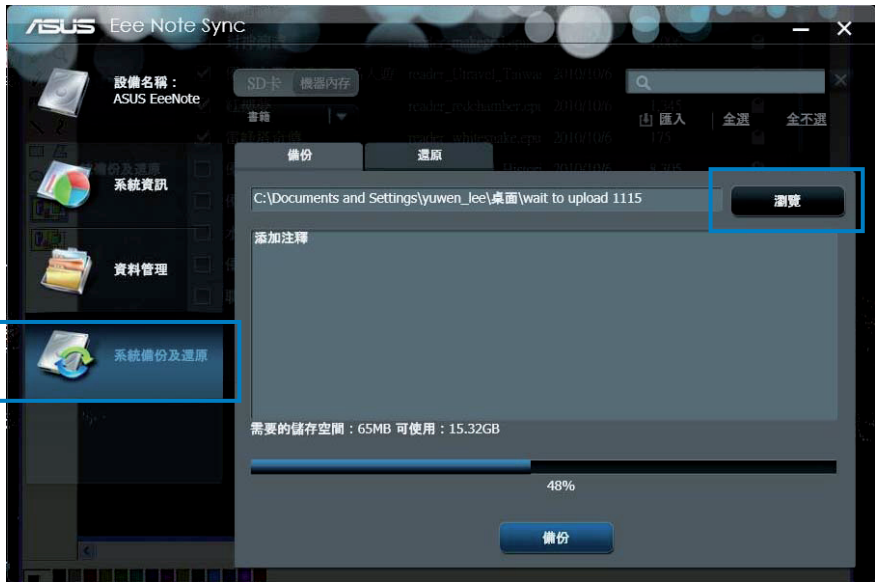 ASUS Eee Note Sync
設備名稱：
ASUS EeeNote
SD卡 機器內存
書籍
匯入 全選 全不選
備份 還原
系統資訊
C:\Documents and Settings\yuwen_lee\桌面\wait to upload 1115 瀏覽
添加注釋
資料管理
系統備份及還原
需要的儲存空間：65MB 可使用：15.32GB
48%
備份